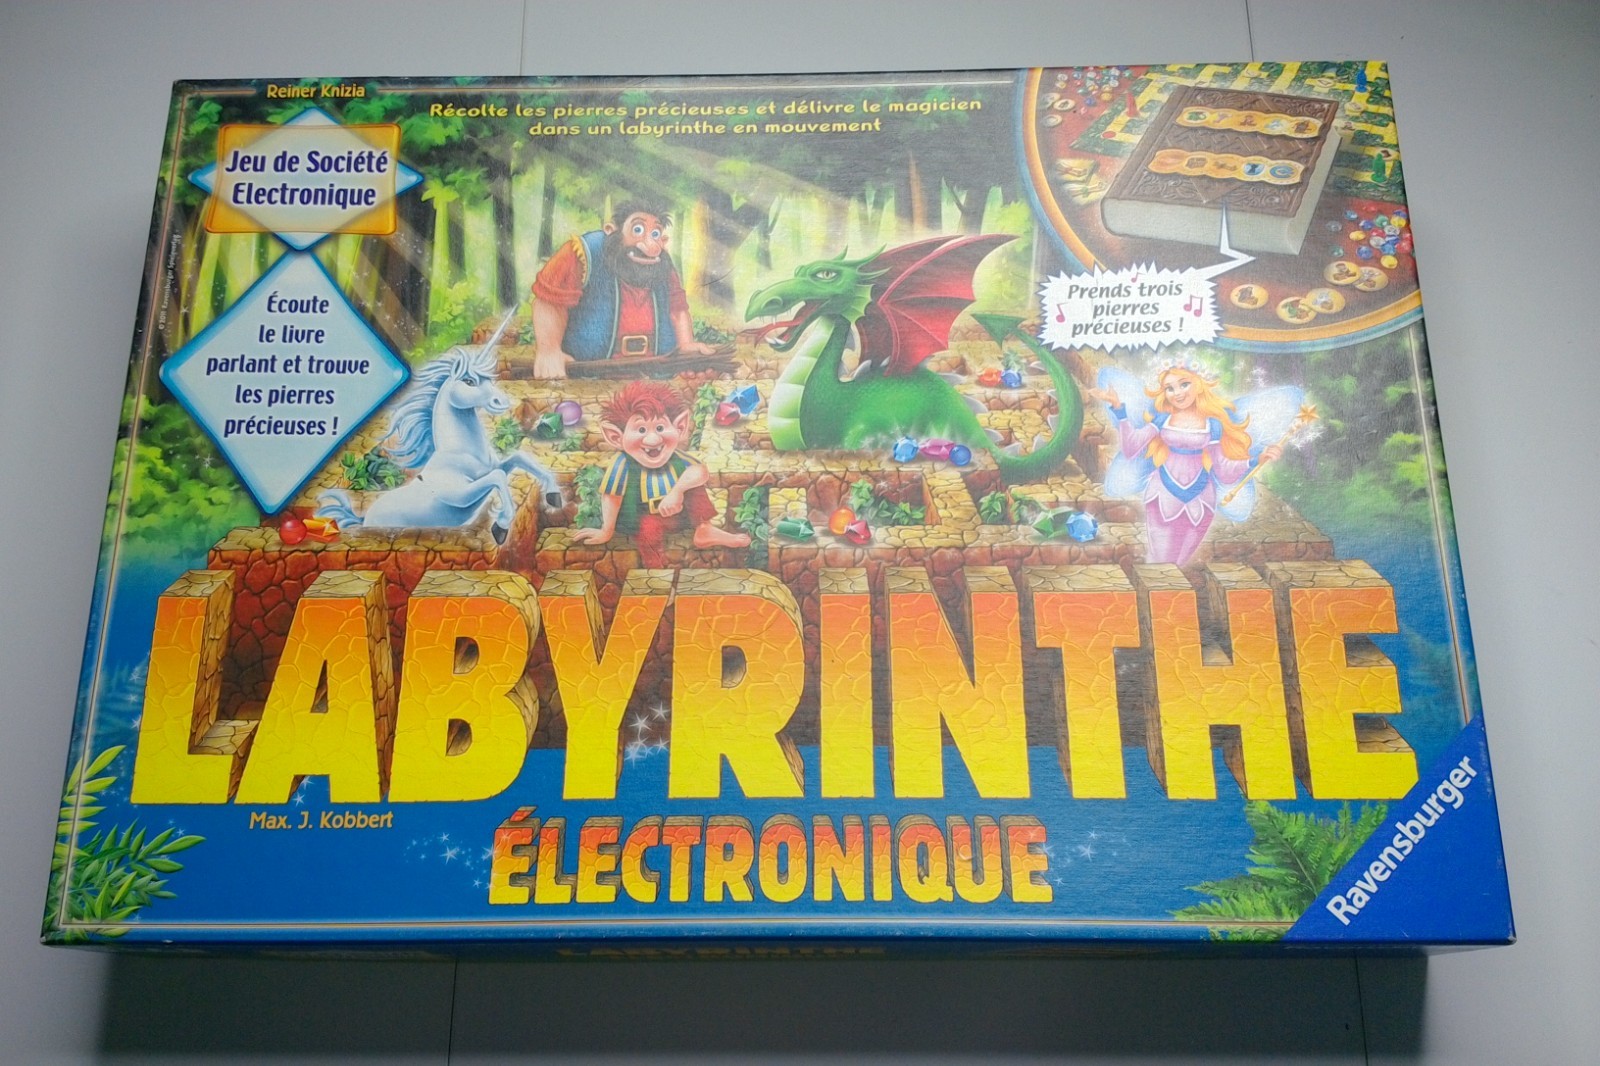 Reiner Knizia
Récolte les pierres précieuses et délivre le magicien
dans un labyrinthe en mouvement
Jeu de Société
Electronique
Écoute
le livre
parlant et trouve
les pierres
précieuses !
Prends trois
pierres
précieuses !
LABYRINTHE
Max. J. Kobbert
ÉLECTRONIQUE
Ravensburger
LABYRINTHE